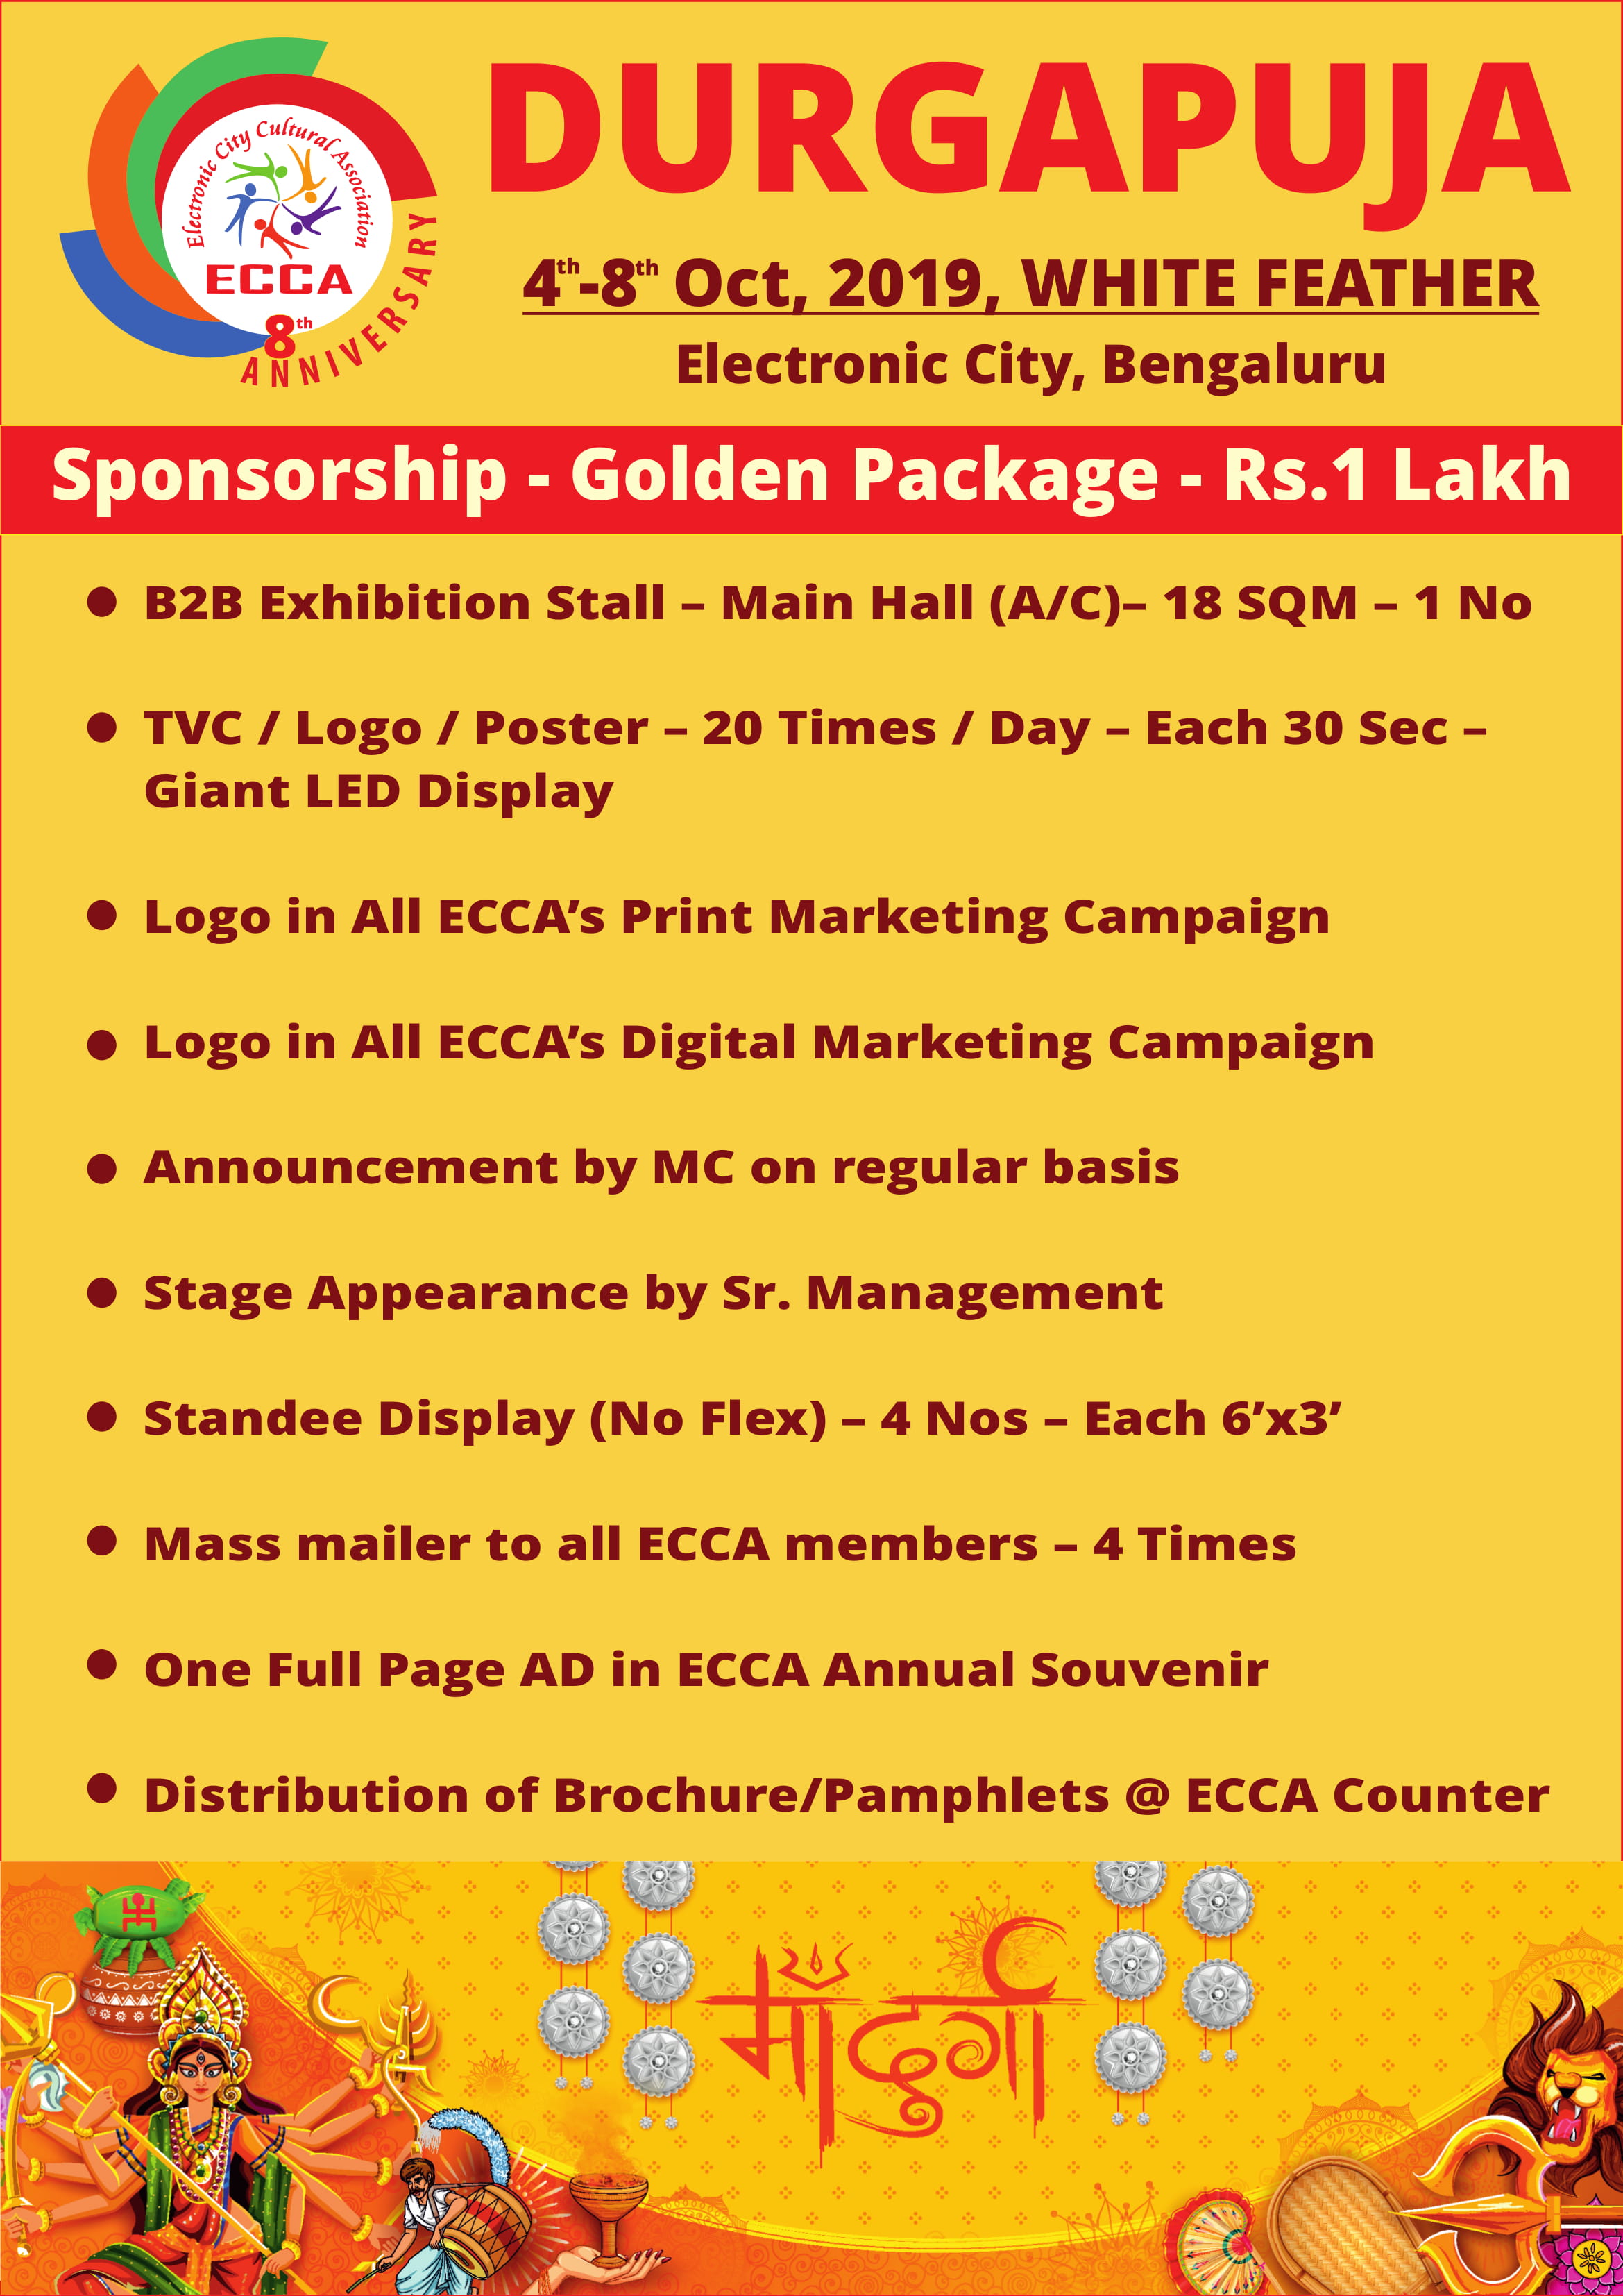 Electronic City Cultural Association
ECCA
8th
ANNIVERSARY
DURGAPUJA
4th-8th Oct, 2019, WHITE FEATHER
Electronic City, Bengaluru
Sponsorship - Golden Package - Rs.1 Lakh
● B2B Exhibition Stall – Main Hall (A/C)– 18 SQM – 1 No
● TVC / Logo / Poster – 20 Times / Day – Each 30 Sec –
Giant LED Display
● Logo in All ECCA’s Print Marketing Campaign
● Logo in All ECCA’s Digital Marketing Campaign
● Announcement by MC on regular basis
● Stage Appearance by Sr. Management
● Standee Display (No Flex) – 4 Nos – Each 6’x3’
● Mass mailer to all ECCA members – 4 Times
● One Full Page AD in ECCA Annual Souvenir
● Distribution of Brochure/Pamphlets @ ECCA Counter
माँ दुर्गा